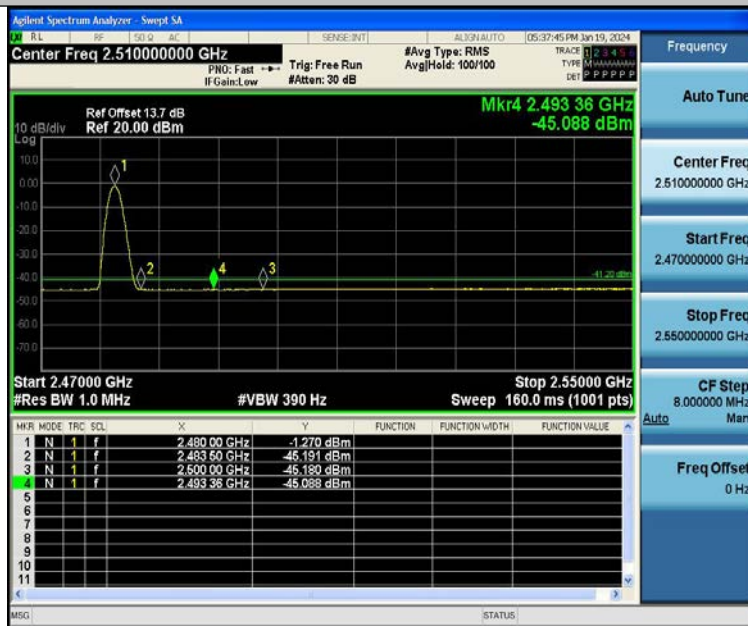 Agilent Spectrum Analyzer - Swept SA
RL RF 50 Ω AC SENSE:INT ALIGN AUTO 05:37:45 PM Jan 19, 2024
Center Freq 2.510000000 GHz
PNO: Fast
IFGain:Low
Trig: Free Run
#Atten: 30 dB
#Avg Type: RMS
Avg|Hold: 100/100
TRACE 1 2 3 4 5 6
TYPE M
DET P P P P P P
Mkr4 2.493 36 GHz
-45.088 dBm
Ref Offset 13.7 dB
10 dB/div Ref 20.00 dBm
Log
10.0
0.00
-10.0
-20.0
-30.0
-40.0
-50.0
-60.0
-70.0
1
2
4
3
-41.20 dBm
Start 2.47000 GHz Stop 2.55000 GHz
#Res BW 1.0 MHz #VBW 390 Hz Sweep 160.0 ms (1001 pts)
MKR MODE TRC SCL X Y FUNCTION FUNCTION WIDTH FUNCTION VALUE
1 N 1 f 2.480 00 GHz -1.270 dBm
2 N 1 f 2.483 50 GHz -45.191 dBm
3 N 1 f 2.500 00 GHz -45.180 dBm
4 N 1 f 2.493 36 GHz -45.088 dBm
5
6
7
8
9
10
11
MSG STATUS
Frequency
Auto Tune
Center Freq
2.510000000 GHz
Start Freq
2.470000000 GHz
Stop Freq
2.550000000 GHz
CF Step
8.000000 MHz
Auto Man
Freq Offset
0 Hz